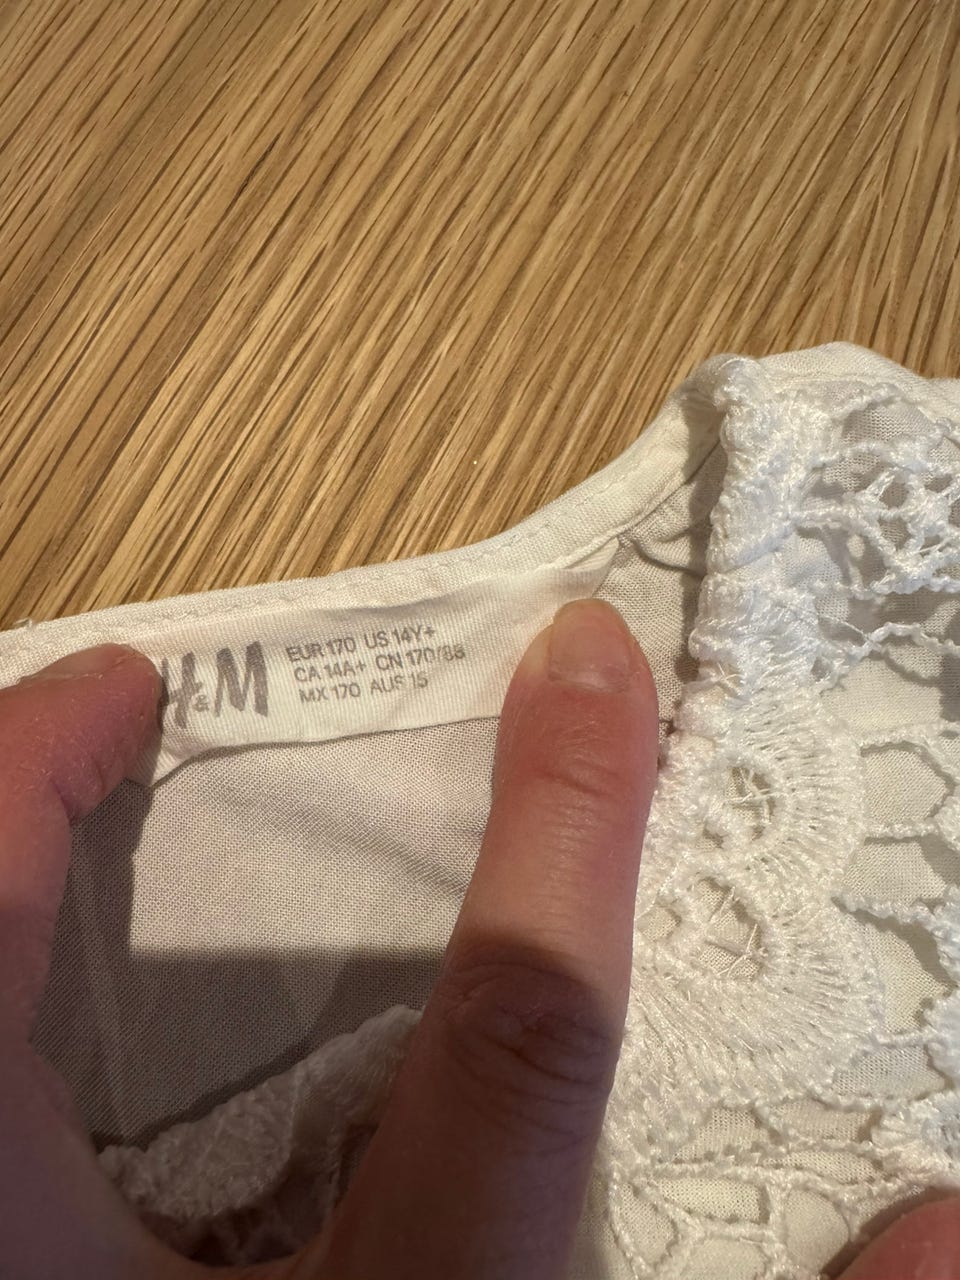 H&M
EUR 170 US 14Y+
CA 14A+ CN 170/88
MX 170 AUS 15